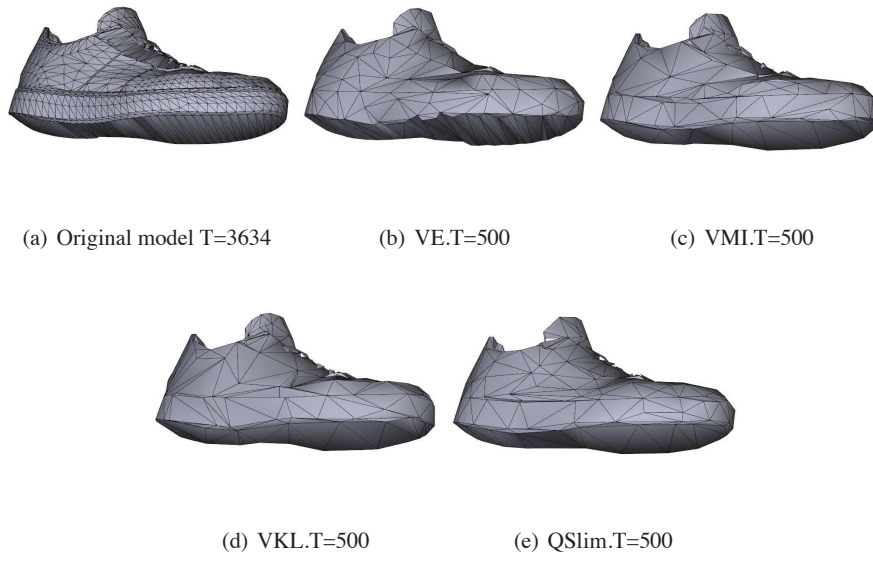 (a) Original model T=3634
(b) VE.T=500
(c) VMI.T=500
(d) VKL.T=500
(e) QSlim.T=500